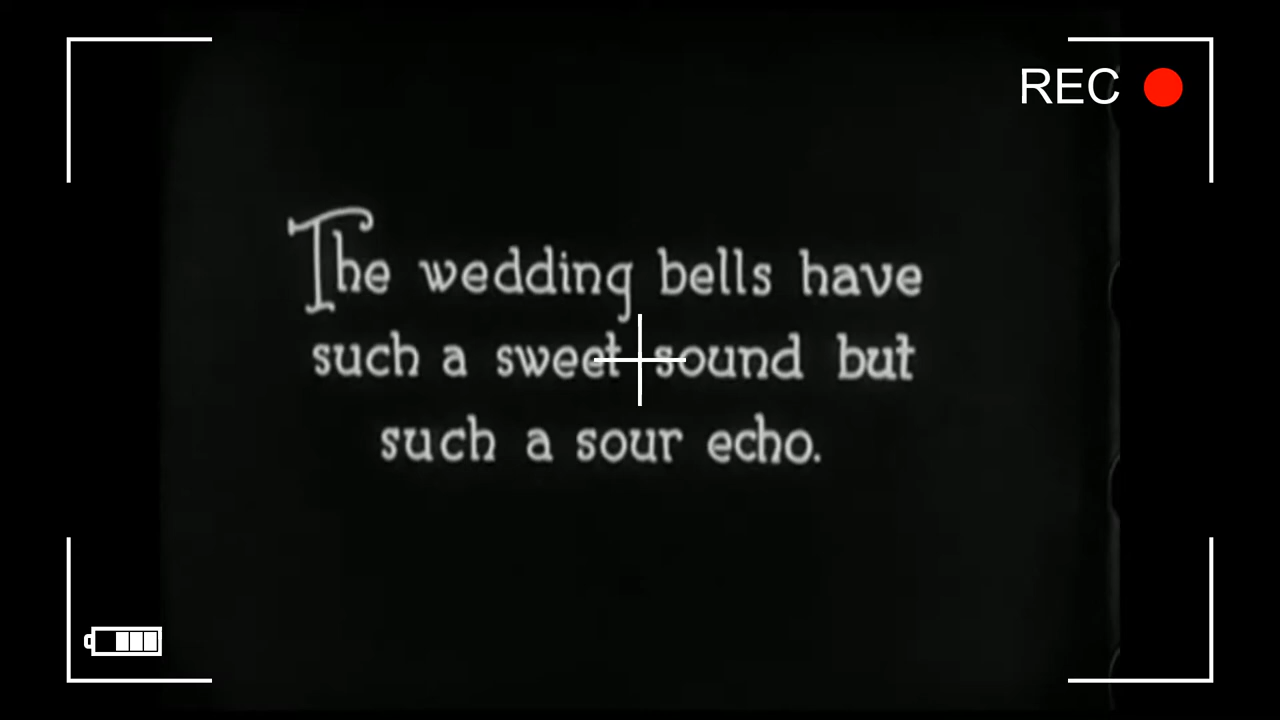 REC
The wedding bells have
such a sweet sound but
such a sour echo.